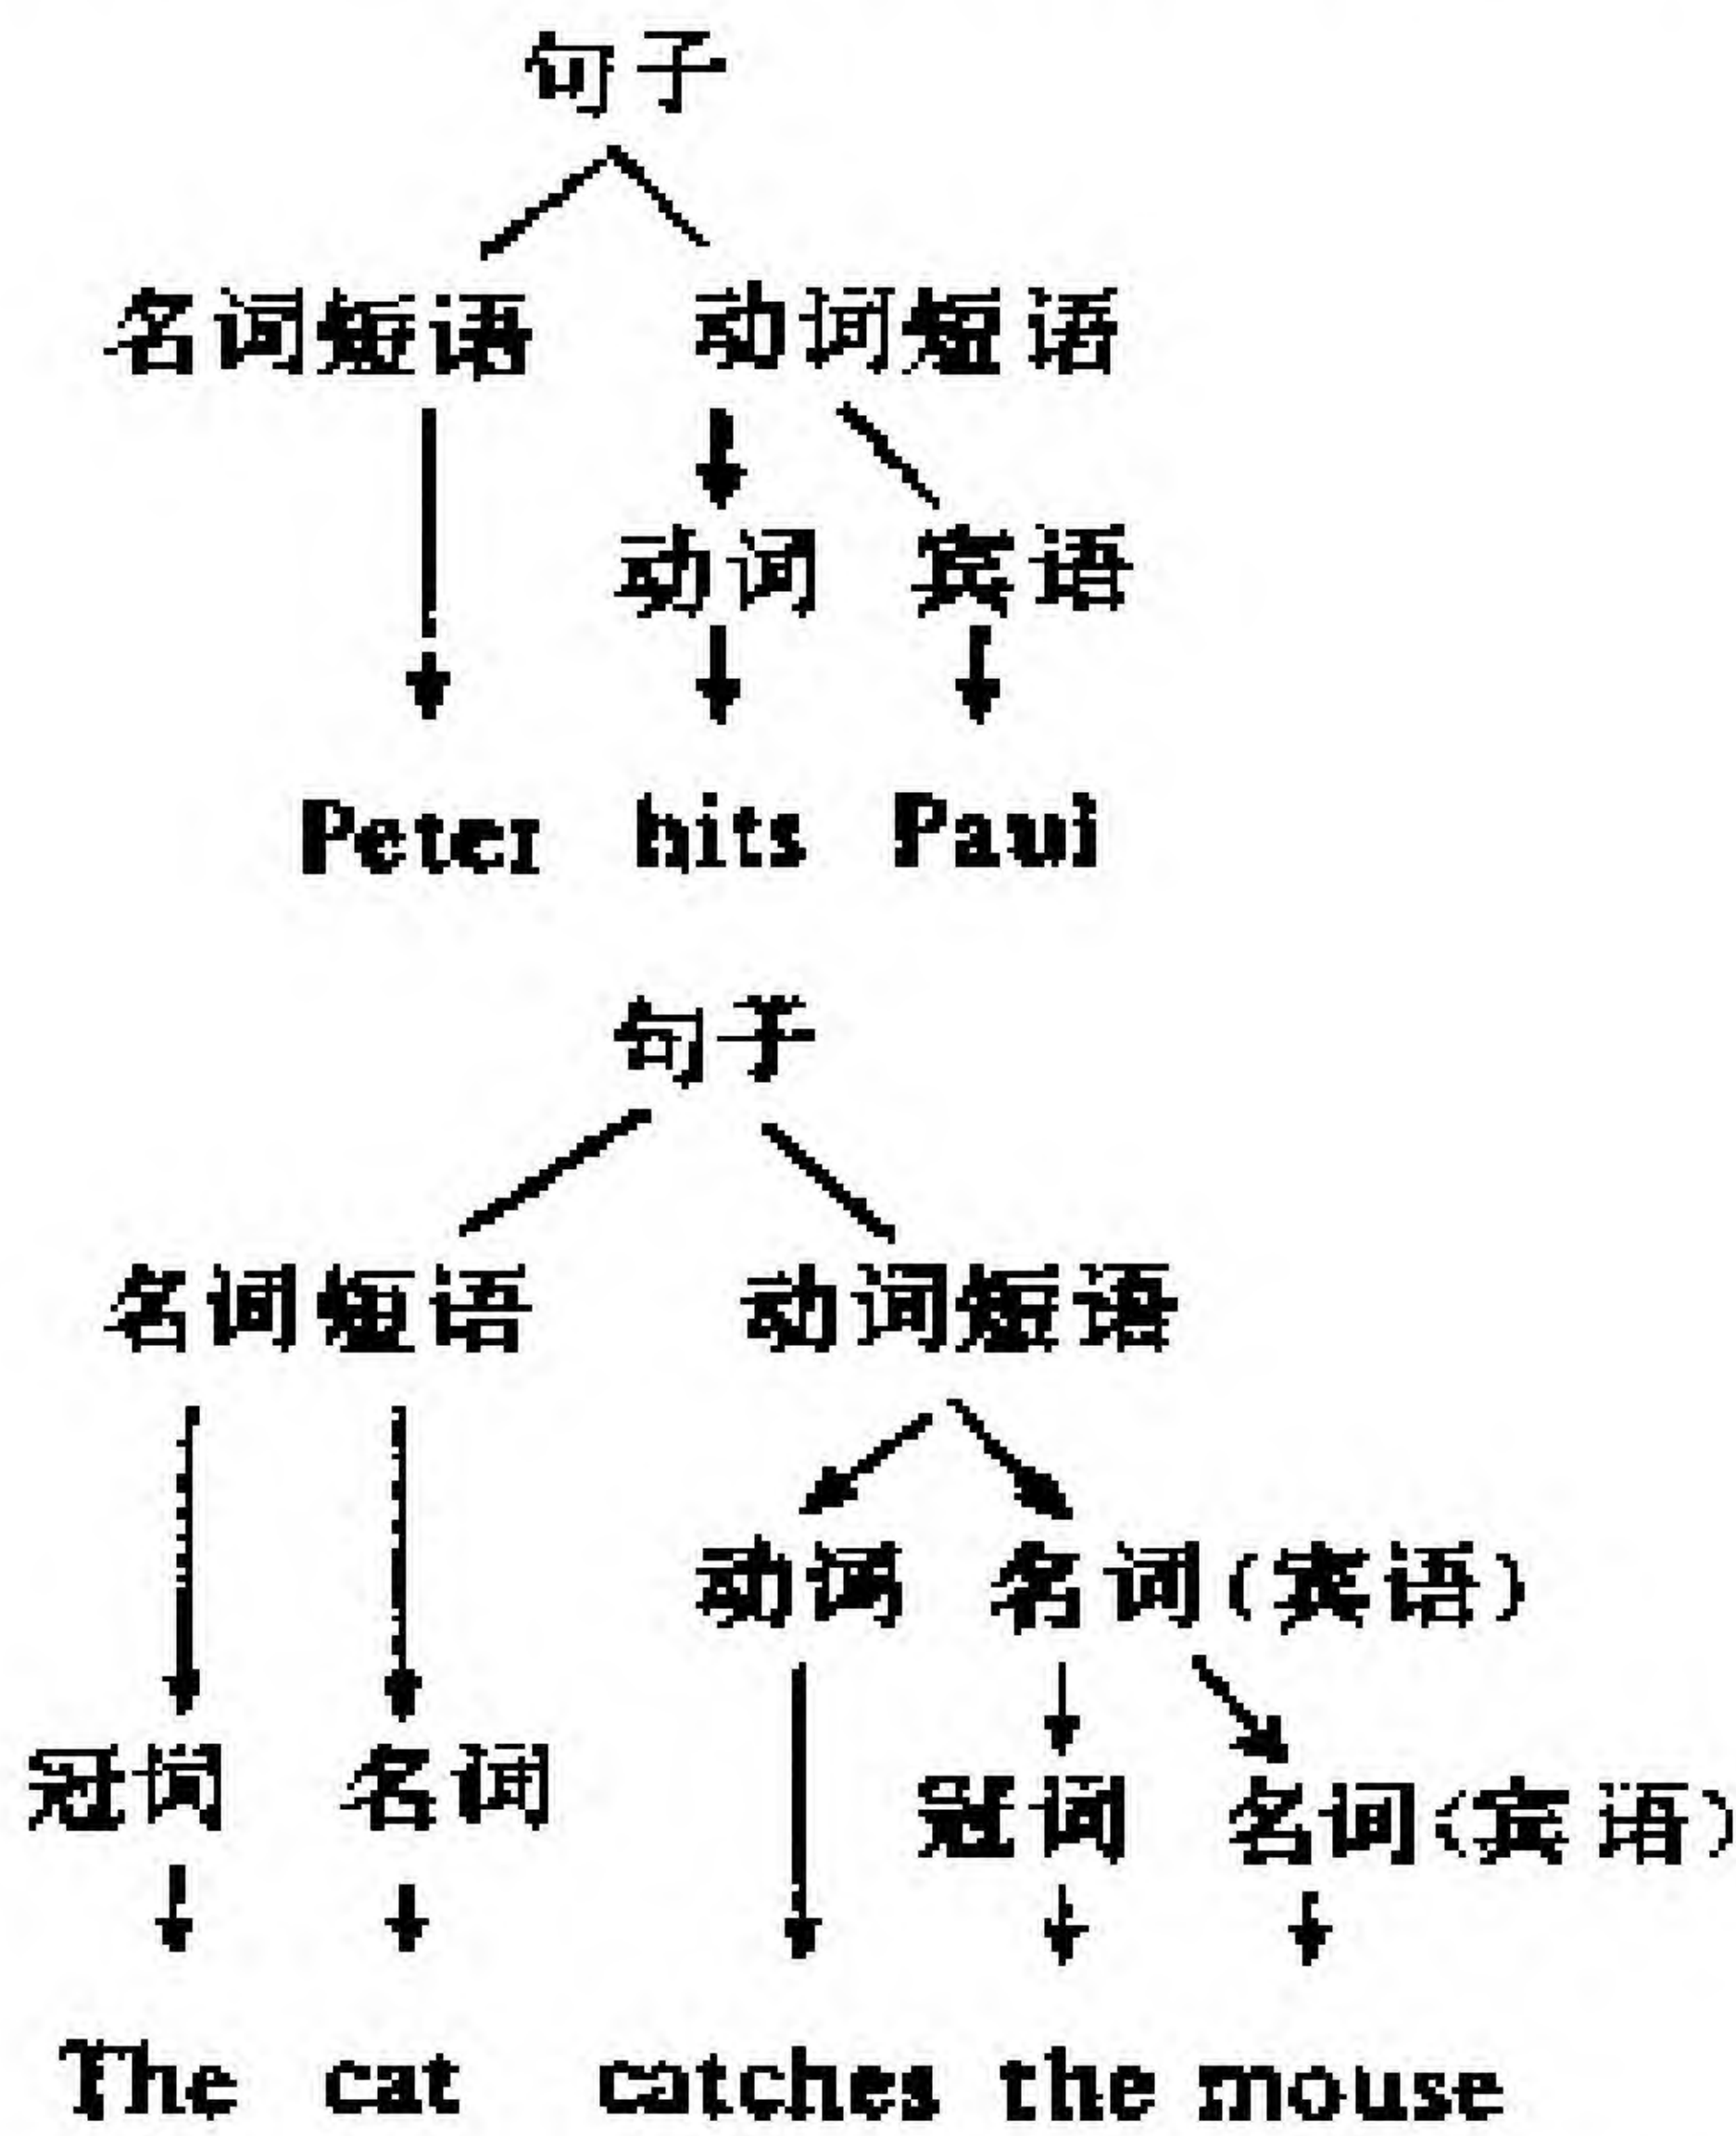 句子
名词短语 动词短语
动词 宾语
Peter hits Paul
句子
名词短语 动词短语
动词 名词(宾语)
冠词 名词 冠词 名词(宾语)
The cat catches the mouse